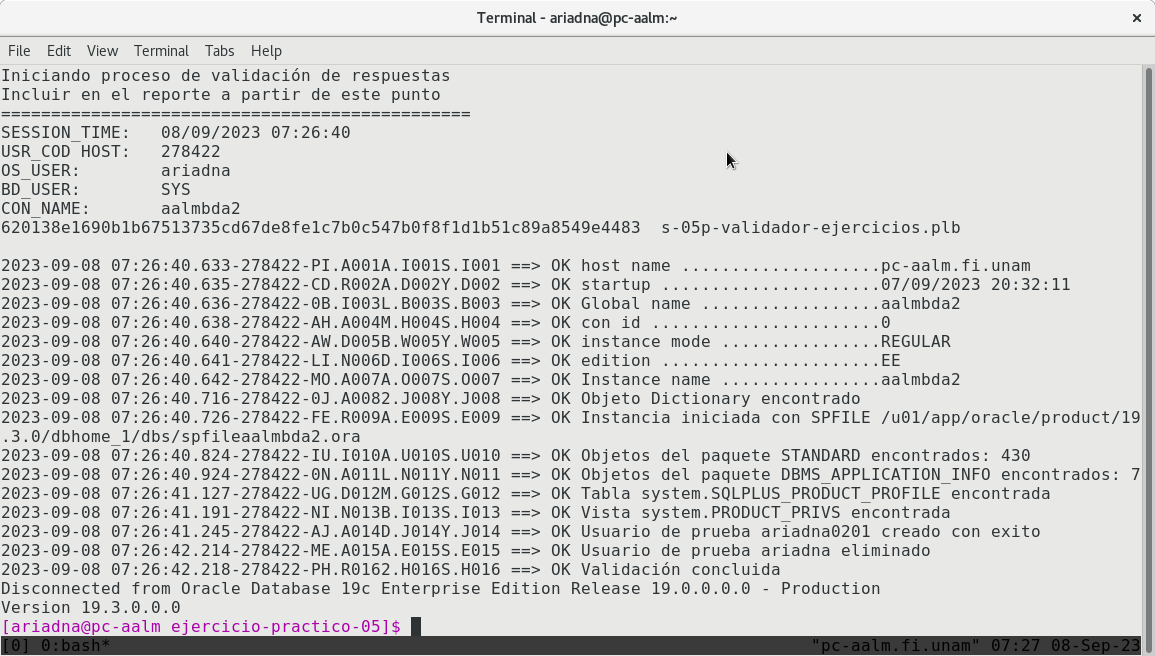 Terminal - ariadna@pc-aalm:~
File Edit View Terminal Tabs Help
Iniciando proceso de validación de respuestas
Incluir en el reporte a partir de este punto
===============================================
SESSION_TIME:   08/09/2023 07:26:40
USR_COD HOST:   278422
OS_USER:        ariadna
BD_USER:        SYS
CON_NAME:       aalmbda2
620138e1690b1b67513735cd67de8fe1c7b0c547b0f8f1d1b51c89a8549e4483  s-05p-validador-ejercicios.plb
2023-09-08 07:26:40.633-278422-PI.A001A.I001S.I001 ==> OK host name ....................pc-aalm.fi.unam
2023-09-08 07:26:40.635-278422-CD.R002A.D002Y.D002 ==> OK startup ......................07/09/2023 20:32:11
2023-09-08 07:26:40.636-278422-0B.I003L.B003S.B003 ==> OK Global name ..................aalmbda2
2023-09-08 07:26:40.638-278422-AH.A004M.H004S.H004 ==> OK con id .......................0
2023-09-08 07:26:40.640-278422-AW.D005B.W005Y.W005 ==> OK instance mode ................REGULAR
2023-09-08 07:26:40.641-278422-LI.N006D.I006S.I006 ==> OK edition ......................EE
2023-09-08 07:26:40.642-278422-MO.A007A.O007S.O007 ==> OK Instance name ................aalmbda2
2023-09-08 07:26:40.716-278422-0J.A0082.J008Y.J008 ==> OK Objeto Dictionary encontrado
2023-09-08 07:26:40.726-278422-FE.R009A.E009S.E009 ==> OK Instancia iniciada con SPFILE /u01/app/oracle/product/19
.3.0/dbhome_1/dbs/spfileaalmbda2.ora
2023-09-08 07:26:40.824-278422-IU.I010A.U010S.U010 ==> OK Objetos del paquete STANDARD encontrados: 430
2023-09-08 07:26:40.924-278422-0N.A011L.N011Y.N011 ==> OK Objetos del paquete DBMS_APPLICATION_INFO encontrados: 7
2023-09-08 07:26:41.127-278422-UG.D012M.G012S.G012 ==> OK Tabla system.SQLPLUS_PRODUCT_PROFILE encontrada
2023-09-08 07:26:41.191-278422-NI.N013B.I013S.I013 ==> OK Vista system.PRODUCT_PRIVS encontrada
2023-09-08 07:26:41.245-278422-AJ.A014D.J014Y.J014 ==> OK Usuario de prueba ariadna0201 creado con exito
2023-09-08 07:26:42.214-278422-ME.A015A.E015S.E015 ==> OK Usuario de prueba ariadna eliminado
2023-09-08 07:26:42.218-278422-PH.R0162.H016S.H016 ==> OK Validación concluida
Disconnected from Oracle Database 19c Enterprise Edition Release 19.0.0.0.0 - Production
Version 19.3.0.0.0
[ariadna@pc-aalm ejercicio-practico-05]$
[0] 0:bash* "pc-aalm.fi.unam" 07:27 08-Sep-23